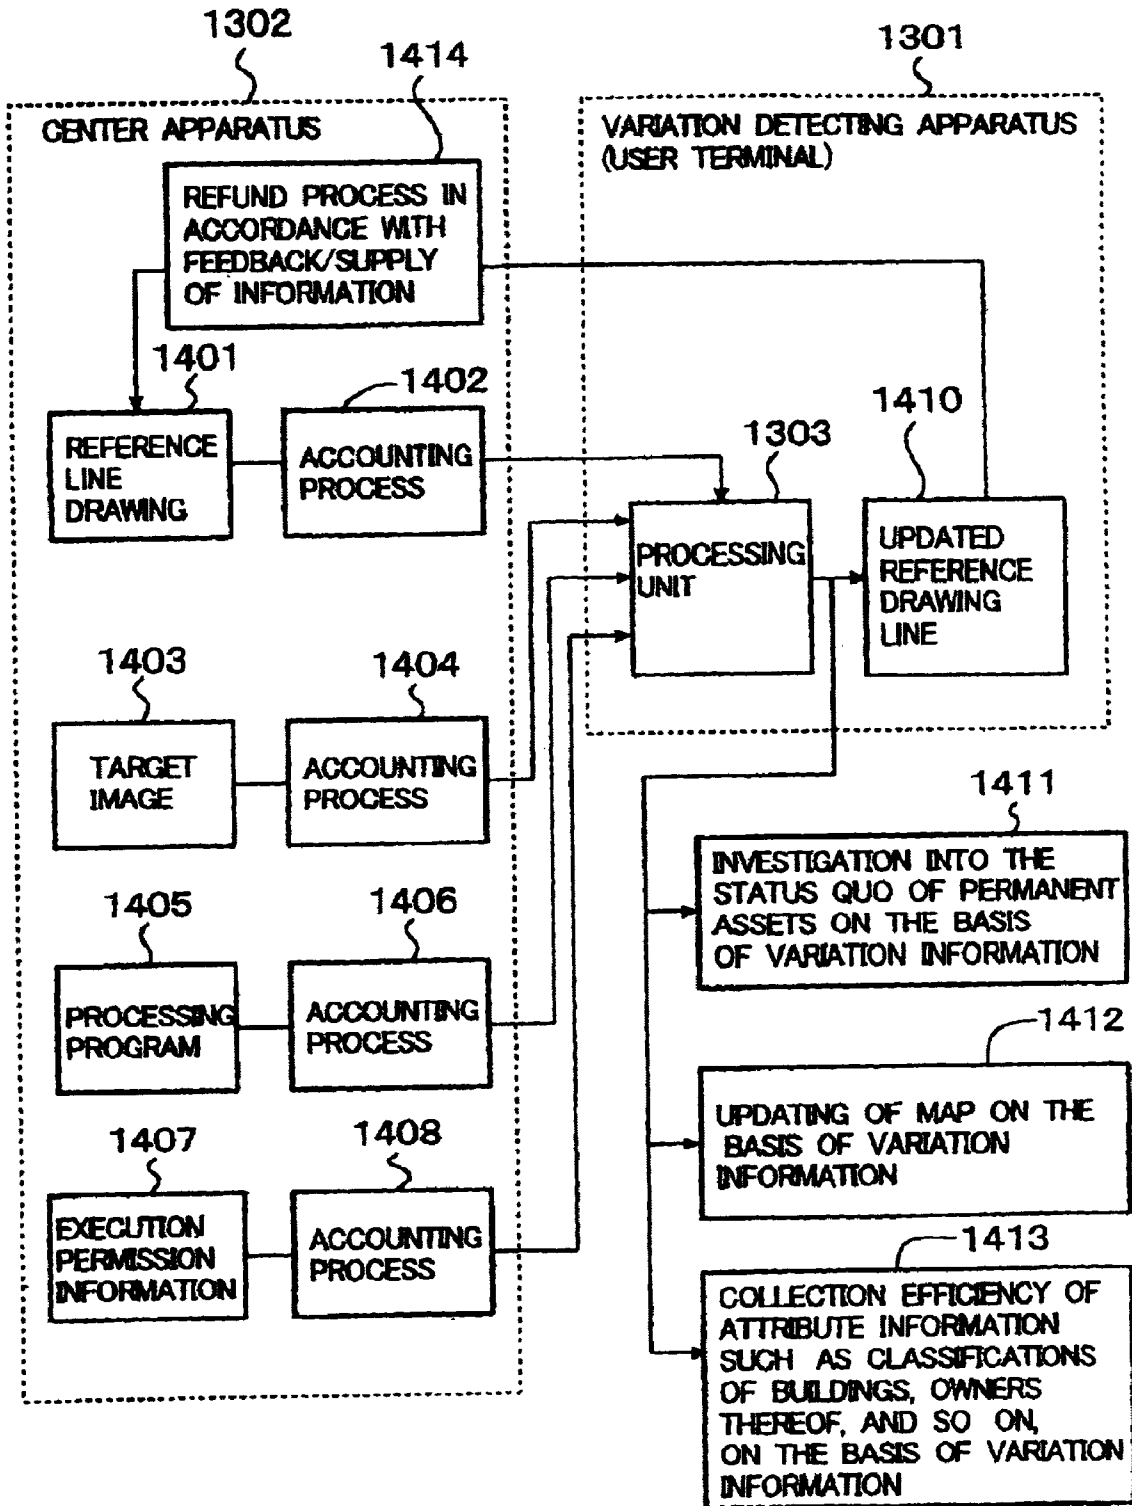 1302
1414
1301
CENTER APPARATUS
VARIATION DETECTING APPARATUS
(USER TERMINAL)
REFUND PROCESS IN
ACCORDANCE WITH
FEEDBACK/SUPPLY
OF INFORMATION
1401
1402
1410
1303
REFERENCE
LINE
DRAWING
ACCOUNTING
PROCESS
PROCESSING
UNIT
UPDATED
REFERENCE
DRAWING
LINE
1403
1404
TARGET
IMAGE
ACCOUNTING
PROCESS
1411
INVESTIGATION INTO THE
STATUS QUO OF PERMANENT
ASSETS ON THE BASIS
OF VARIATION INFORMATION
1405
1406
PROCESSING
PROGRAM
ACCOUNTING
PROCESS
1412
UPDATING OF MAP ON THE
BASIS OF VARIATION
INFORMATION
1407
1408
EXECUTION
PERMISSION
INFORMATION
ACCOUNTING
PROCESS
1413
COLLECTION EFFICIENCY OF
ATTRIBUTE INFORMATION
SUCH AS CLASSIFICATIONS
OF BUILDINGS, OWNERS
THEREOF, AND SO ON,
ON THE BASIS OF VARIATION
INFORMATION